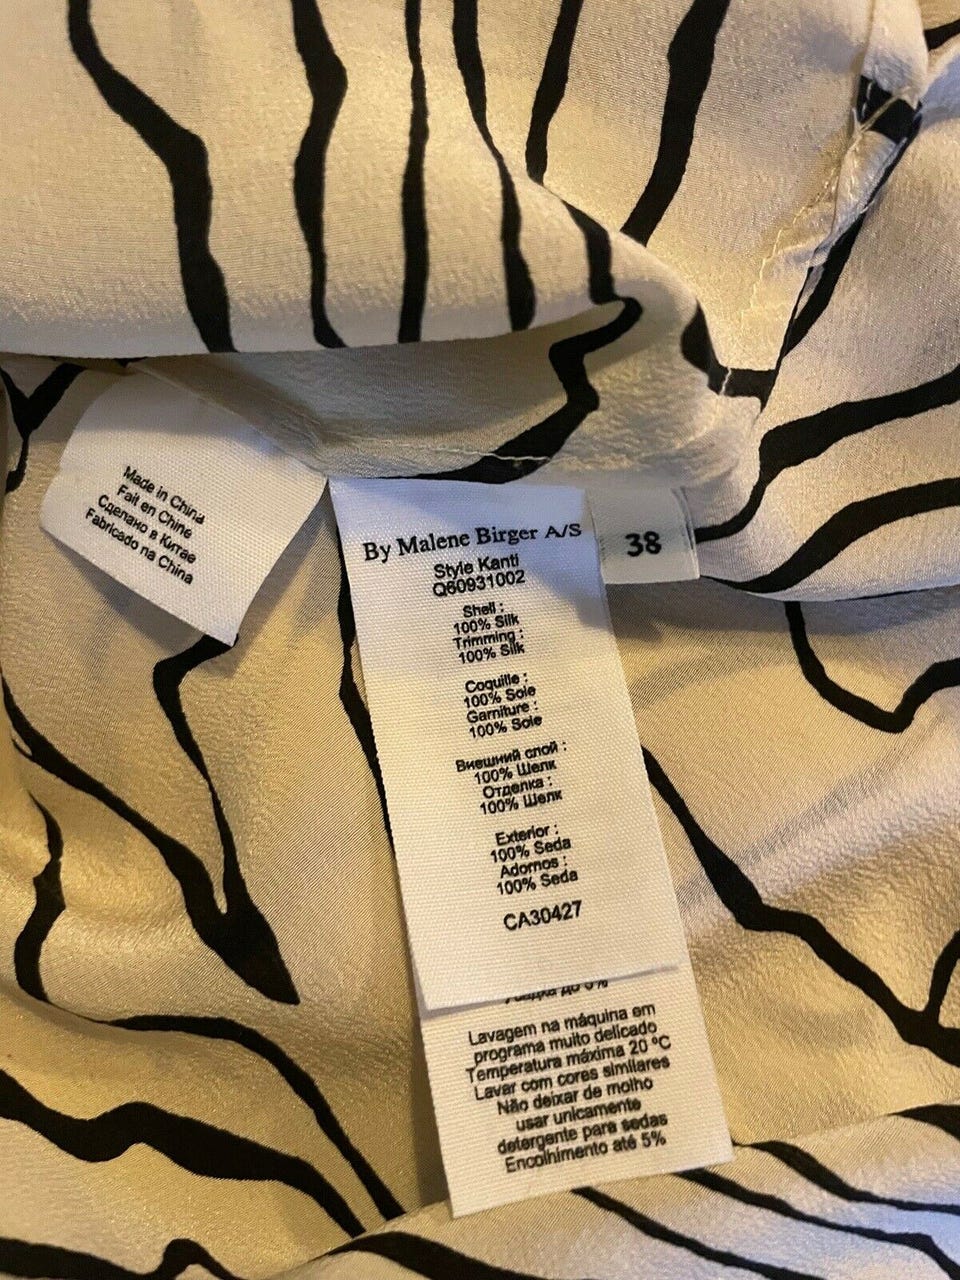 Made in China
Fait en Chine
Сделано в Китае
Fabricado na China
By Malene Birger A/S
38
Style Kanti
Q60931002
Shell :
100% Silk
Trimming :
100% Silk
Coquille :
100% Soie
Garniture :
100% Soie
Внешний слой :
100% Шелк
Отделка :
100% Шелк
Exterior :
100% Seda
Adornos :
100% Seda
CA30427
Lavagem na máquina em
programa muito delicado
Temperatura máxima 20 ºC
Lavar com cores similares
Não deixar de molho
usar unicamente
detergente para sedas
Encolhimento até 5%